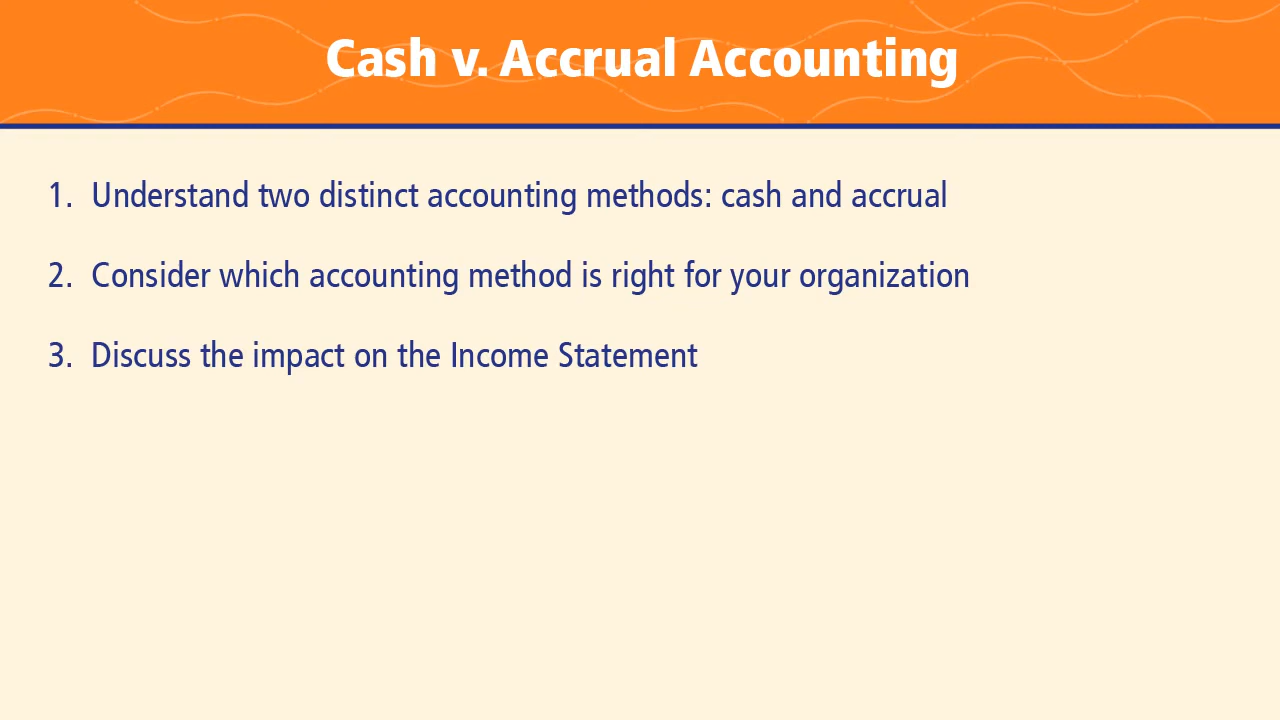 Cash v. Accrual Accounting
1. Understand two distinct accounting methods: cash and accrual
2. Consider which accounting method is right for your organization
3. Discuss the impact on the Income Statement